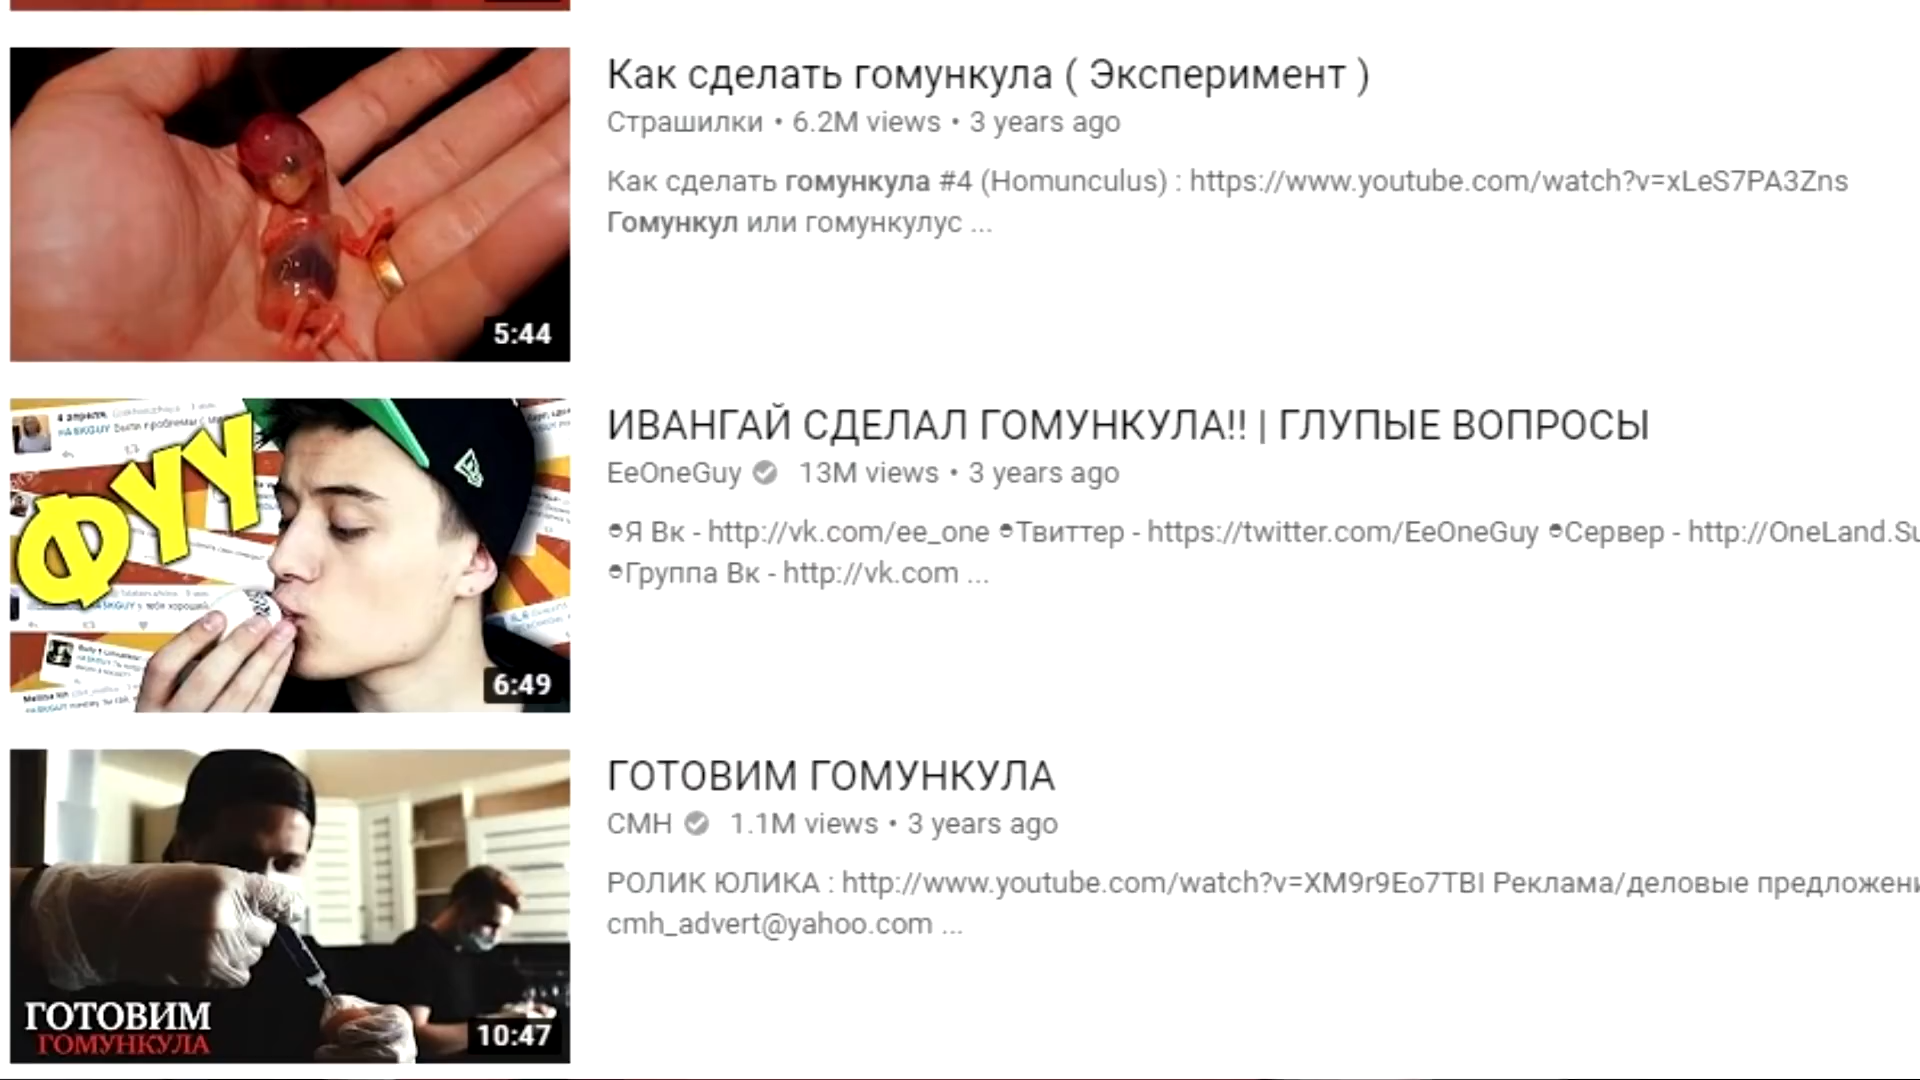 Как сделать гомункула ( Эксперимент )
Страшилки • 6.2M views • 3 years ago
Как сделать гомункула #4 (Homunculus) : https://www.youtube.com/watch?v=xLeS7PA3Zns
Гомункул или гомункулус ...
5:44
ИВАНГАЙ СДЕЛАЛ ГОМУНКУЛА!! | ГЛУПЫЕ ВОПРОСЫ
EeOneGuy 13M views • 3 years ago
Я Вк - http://vk.com/ee_one Твиттер - https://twitter.com/EeOneGuy Сервер - http://OneLand.Su
Группа Вк - http://vk.com ...
ФУУ
6:49
ГОТОВИМ ГОМУНКУЛА
CMH 1.1M views • 3 years ago
РОЛИК ЮЛИКА : http://www.youtube.com/watch?v=XM9r9Eo7TBI Реклама/деловые предложени
cmh_advert@yahoo.com ...
ГОТОВИМ
ГОМУНКУЛА
10:47